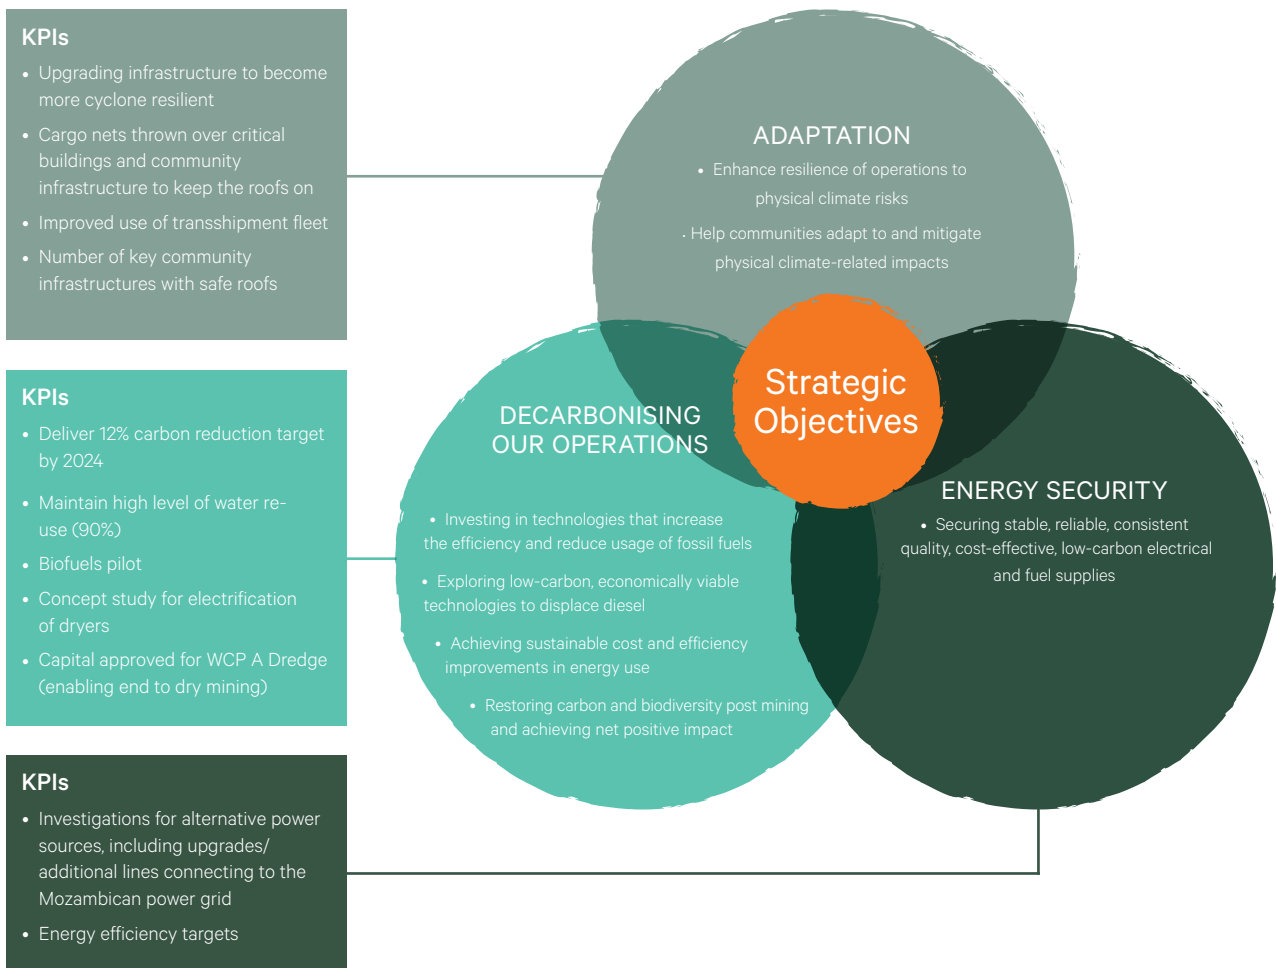 KPIs
• Upgrading infrastructure to become
more cyclone resilient
• Cargo nets thrown over critical
buildings and community
infrastructure to keep the roofs on
• Improved use of transshipment fleet
• Number of key community
infrastructures with safe roofs
KPIs
• Deliver 12% carbon reduction target
by 2024
• Maintain high level of water re-
use (90%)
• Biofuels pilot
• Concept study for electrification
of dryers
• Capital approved for WCP A Dredge
(enabling end to dry mining)
KPIs
• Investigations for alternative power
sources, including upgrades/
additional lines connecting to the
Mozambican power grid
• Energy efficiency targets
ADAPTATION
• Enhance resilience of operations to
physical climate risks
· Help communities adapt to and mitigate
physical climate-related impacts
Strategic
Objectives
DECARBONISING
OUR OPERATIONS
• Investing in technologies that increase
the efficiency and reduce usage of fossil fuels
• Exploring low-carbon, economically viable
technologies to displace diesel
• Achieving sustainable cost and efficiency
improvements in energy use
• Restoring carbon and biodiversity post mining
and achieving net positive impact
ENERGY SECURITY
• Securing stable, reliable, consistent
quality, cost-effective, low-carbon electrical
and fuel supplies